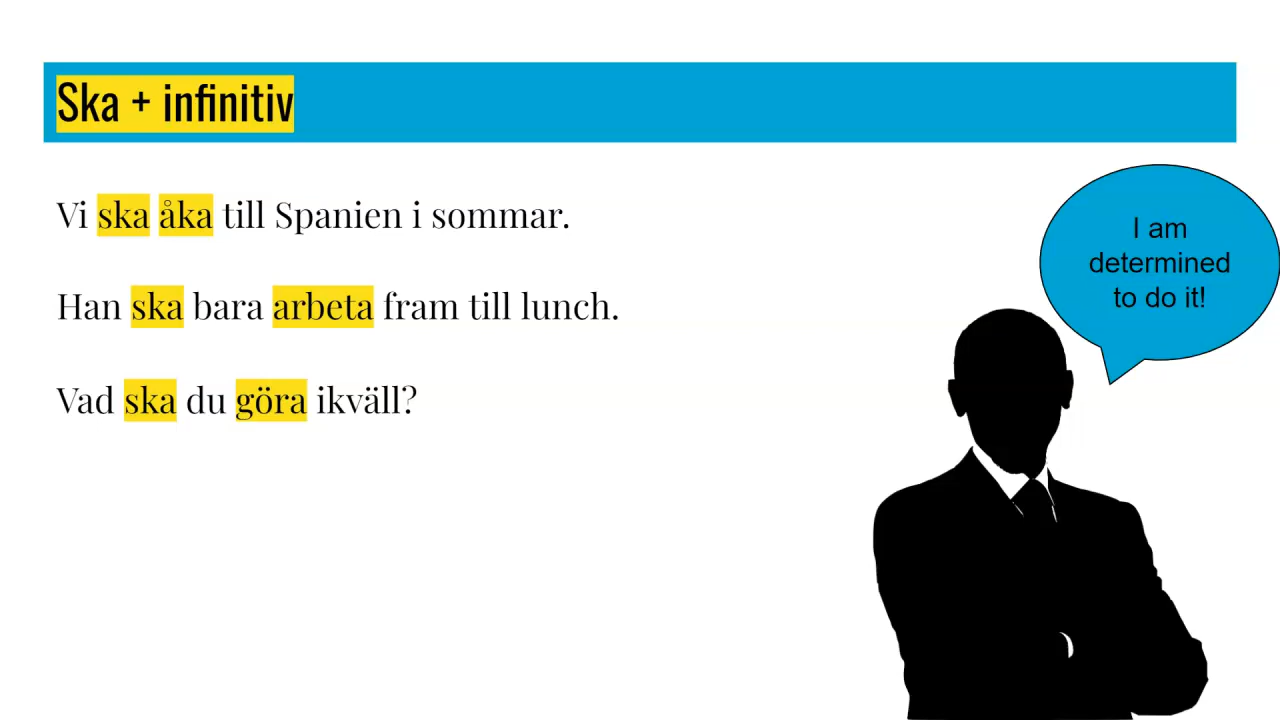 Ska + infinitiv
Vi ska åka till Spanien i sommar.
Han ska bara arbeta fram till lunch.
Vad ska du göra ikväll?
I am
determined
to do it!